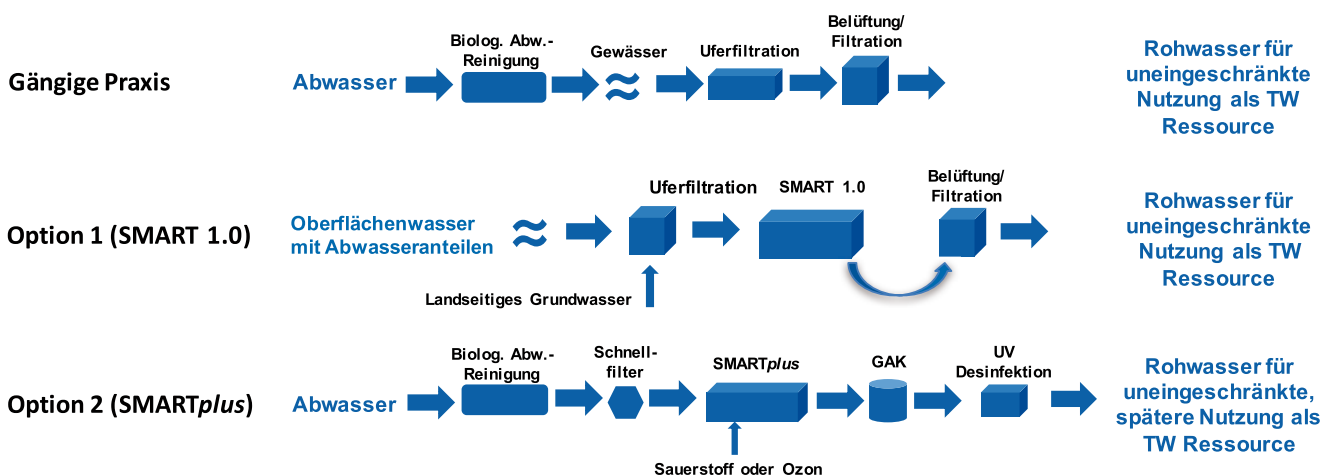 Gängige Praxis
Abwasser
Biolog. Abw.-
Reinigung
Gewässer
Uferfiltration
Belüftung/
Filtration
Rohwasser für
uneingeschränkte
Nutzung als TW
Ressource
Option 1 (SMART 1.0)
Oberflächenwasser
mit Abwasseranteilen
Landseitiges Grundwasser
Uferfiltration
SMART 1.0
Belüftung/
Filtration
Rohwasser für
uneingeschränkte
Nutzung als TW
Ressource
Option 2 (SMARTplus)
Abwasser
Biolog. Abw.-
Reinigung
Schnell-
filter
SMARTplus
Sauerstoff oder Ozon
GAK
UV
Desinfektion
Rohwasser für
uneingeschränkte,
spätere Nutzung als
TW Ressource